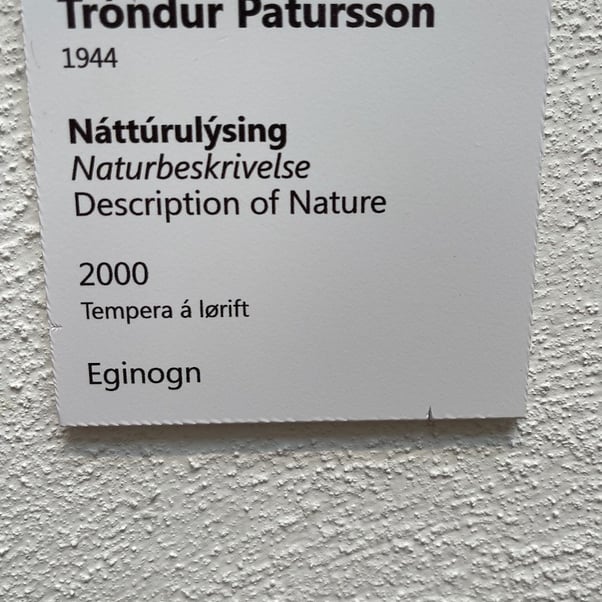 Tróndur Patursson
1944
Náttúrulýsing
Naturbeskrivelse
Description of Nature
2000
Tempera á lørift
Eginogn